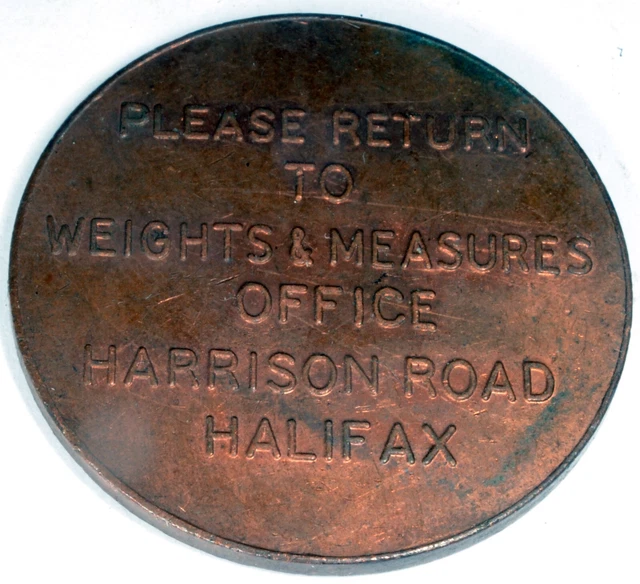 PLEASE RETURN
TO
WEIGHTS & MEASURES
OFFICE
HARRISON ROAD
HALIFAX